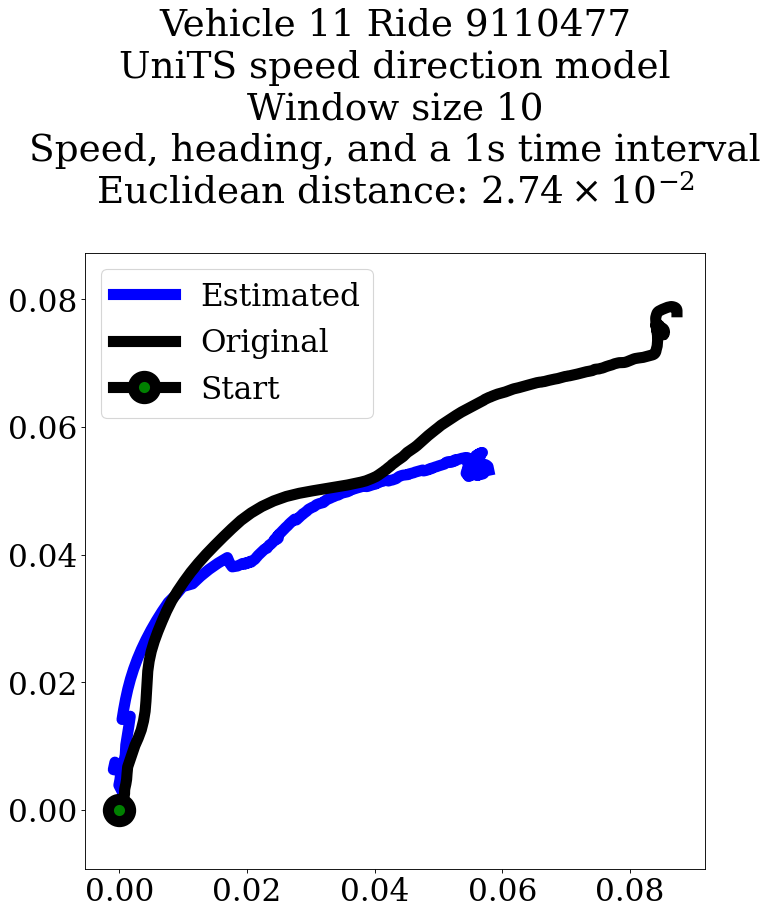 Vehicle 11 Ride 9110477
UniTS speed direction model
Window size 10
Speed, heading, and a 1s time interval
Euclidean distance: 2.74 × 10⁻²
Estimated
Original
Start
0.08
0.06
0.04
0.02
0.00
0.00 0.02 0.04 0.06 0.08